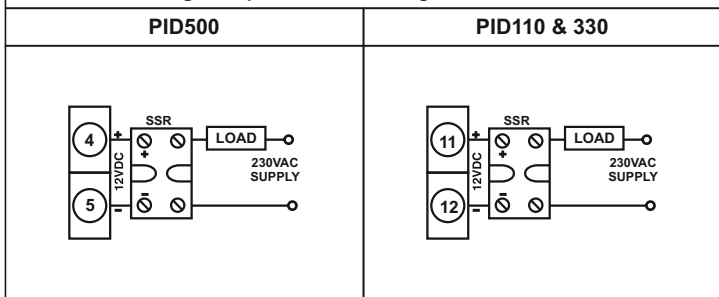 PID500
PID110 & 330
SSR
4
+
LOAD
+
12VDC
230VAC
SUPPLY
5
-
-
SSR
11
+
LOAD
+
12VDC
230VAC
SUPPLY
12
-
-